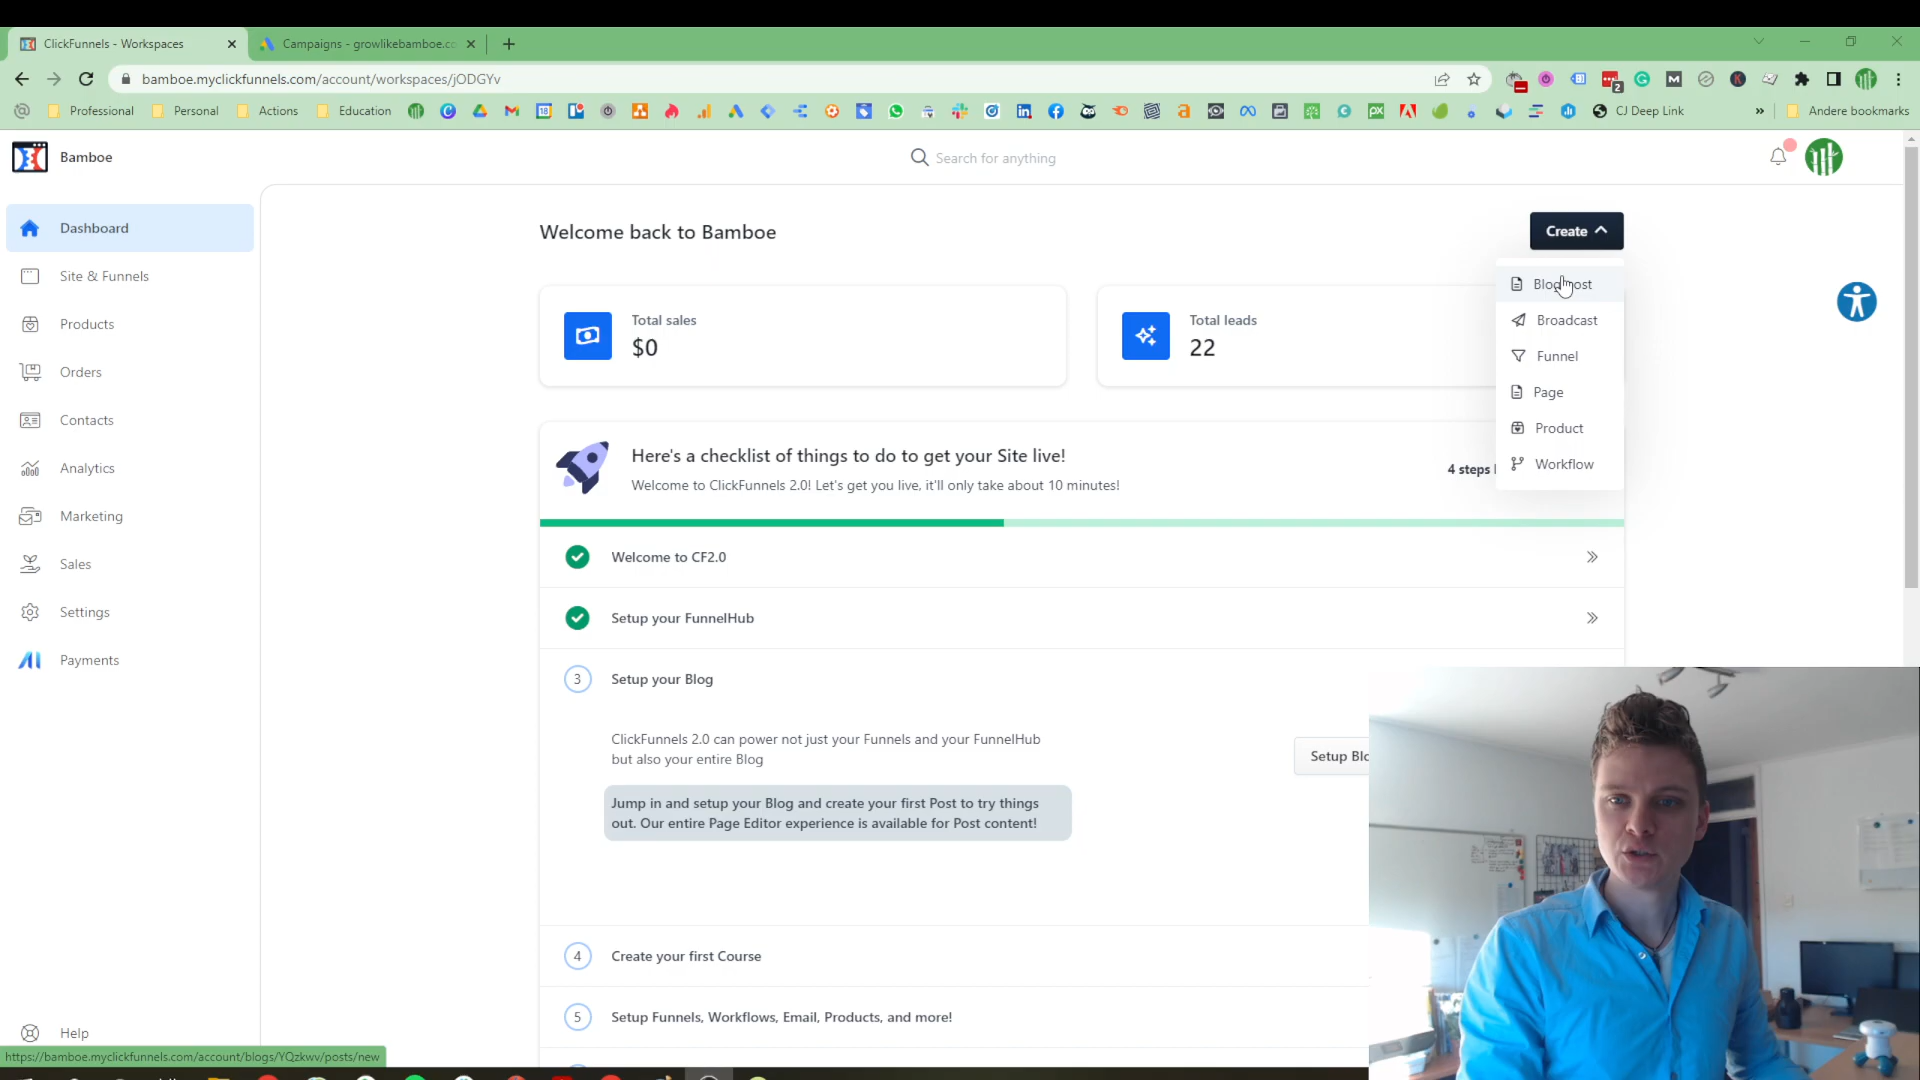 ClickFunnels - Workspaces
Campaigns - growlikebamboe.co
bamboe.myclickfunnels.com/account/workspaces/jODGYv
Professional
Personal
Actions
Education
CJ Deep Link
Andere bookmarks
Bamboe
Search for anything
Dashboard
Site & Funnels
Products
Orders
Contacts
Analytics
Marketing
Sales
Settings
Payments
Help
Welcome back to Bamboe
Create
Blog post
Broadcast
Funnel
Page
Product
Workflow
Total sales
$0
Total leads
22
Here's a checklist of things to do to get your Site live!
Welcome to ClickFunnels 2.0! Let's get you live, it'll only take about 10 minutes!
4 steps
Welcome to CF2.0
Setup your FunnelHub
3 Setup your Blog
ClickFunnels 2.0 can power not just your Funnels and your FunnelHub
but also your entire Blog
Setup Blo
Jump in and setup your Blog and create your first Post to try things
out. Our entire Page Editor experience is available for Post content!
4 Create your first Course
5 Setup Funnels, Workflows, Email, Products, and more!
https://bamboe.myclickfunnels.com/account/blogs/YQzkwv/posts/new